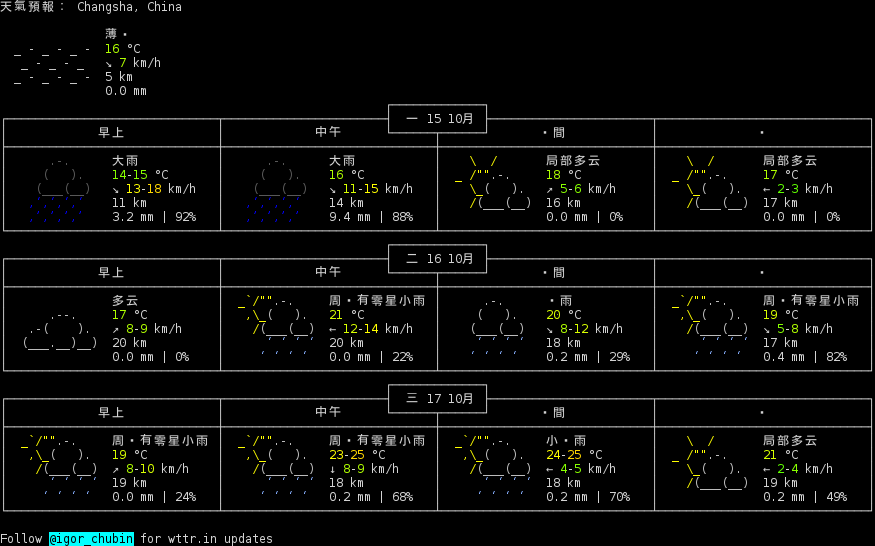 天氣預報： Changsha, China
薄・
16 °C
↘ 7 km/h
5 km
0.0 mm
一 15 10月
早上 中午 ・間 ・
大雨 大雨 局部多云 局部多云
14-15 °C 16 °C 18 °C 17 °C
↘ 13-18 km/h ↘ 11-15 km/h ↗ 5-6 km/h ← 2-3 km/h
11 km 14 km 16 km 17 km
3.2 mm | 92% 9.4 mm | 88% 0.0 mm | 0% 0.0 mm | 0%
二 16 10月
早上 中午 ・間 ・
多云 周・有零星小雨 ・雨 周・有零星小雨
17 °C 21 °C 20 °C 19 °C
↗ 8-9 km/h ← 12-14 km/h ↘ 8-12 km/h ↘ 5-8 km/h
20 km 20 km 18 km 17 km
0.0 mm | 0% 0.0 mm | 22% 0.2 mm | 29% 0.4 mm | 82%
三 17 10月
早上 中午 ・間 ・
周・有零星小雨 周・有零星小雨 小・雨 局部多云
19 °C 23-25 °C 24-25 °C 21 °C
↗ 8-10 km/h ↓ 8-9 km/h ← 4-5 km/h ← 2-4 km/h
19 km 18 km 18 km 19 km
0.0 mm | 24% 0.2 mm | 68% 0.2 mm | 70% 0.2 mm | 49%
Follow @igor_chubin for wttr.in updates